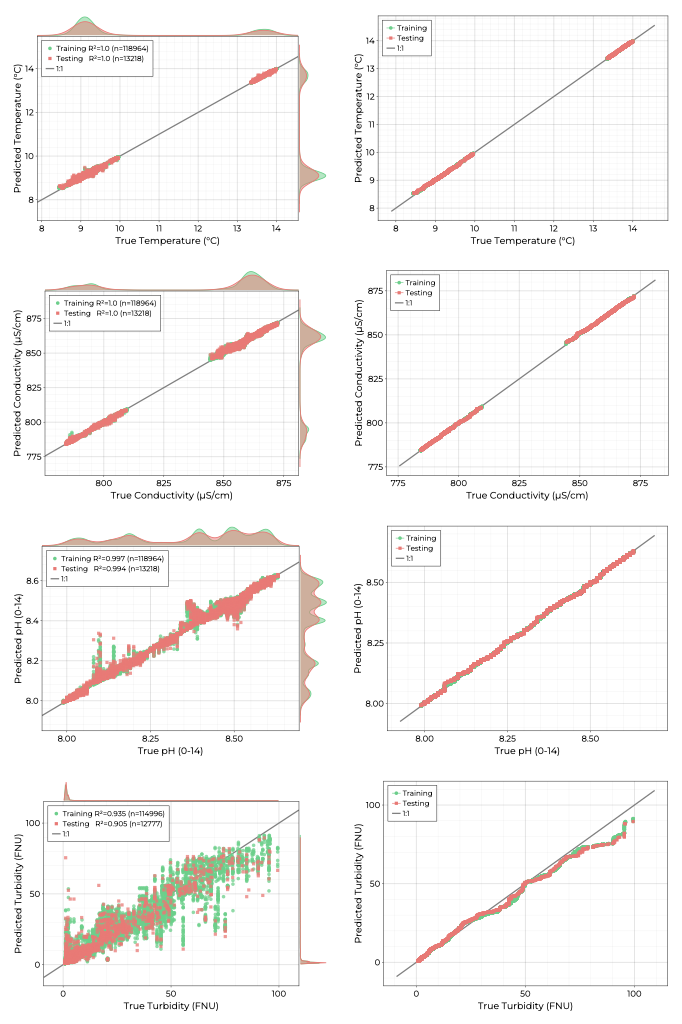 Training R²=1.0 (n=118964)
Testing R²=1.0 (n=13218)
1:1
Predicted Temperature (°C)
14
12
10
8
8
9
10
11
12
13
14
True Temperature (°C)
Training
Testing
1:1
Predicted Temperature (°C)
14
13
12
11
10
9
8
8
9
10
11
12
13
14
True Temperature (°C)
Training R²=1.0 (n=118964)
Testing R²=1.0 (n=13218)
1:1
Predicted Conductivity (µS/cm)
875
850
825
800
775
800
825
850
875
True Conductivity (µS/cm)
Training
Testing
1:1
Predicted Conductivity (µS/cm)
875
850
825
800
775
775
800
825
850
875
True Conductivity (µS/cm)
Training R²=0.997 (n=118964)
Testing R²=0.994 (n=13218)
1:1
Predicted pH (0-14)
8.6
8.4
8.2
8.0
8.00
8.25
8.50
True pH (0-14)
Training
Testing
1:1
Predicted pH (0-14)
8.50
8.25
8.00
8.00
8.25
8.50
True pH (0-14)
Training R²=0.935 (n=114996)
Testing R²=0.905 (n=12777)
1:1
Predicted Turbidity (FNU)
100
50
0
0
50
100
True Turbidity (FNU)
Training
Testing
1:1
Predicted Turbidity (FNU)
100
50
0
0
50
100
True Turbidity (FNU)